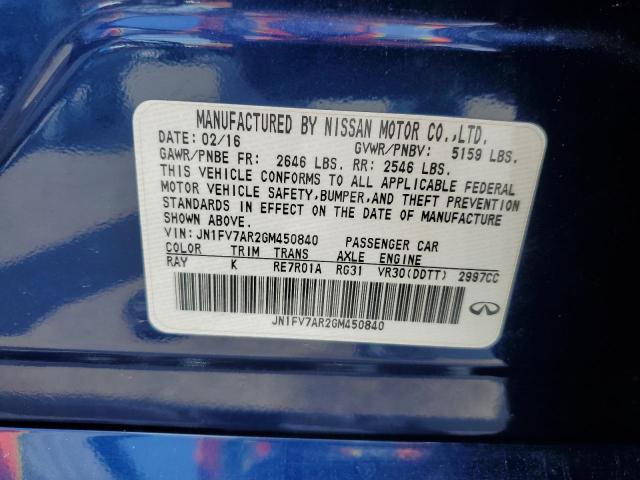 MANUFACTURED BY NISSAN MOTOR CO.,LTD.
DATE: 02/16 GVWR/PNBV: 5159 LBS.
GAWR/PNBE FR: 2646 LBS. RR: 2546 LBS.
THIS VEHICLE CONFORMS TO ALL APPLICABLE FEDERAL
MOTOR VEHICLE SAFETY,BUMPER,AND THEFT PREVENTION
STANDARDS IN EFFECT ON THE DATE OF MANUFACTURE
SHOWN ABOVE.
VIN: JN1FV7AR2GM450840 PASSENGER CAR
COLOR TRIM TRANS AXLE ENGINE
RAY K RE7R01A RG31 VR30(DDTT) 2997CC
JN1FV7AR2GM450840